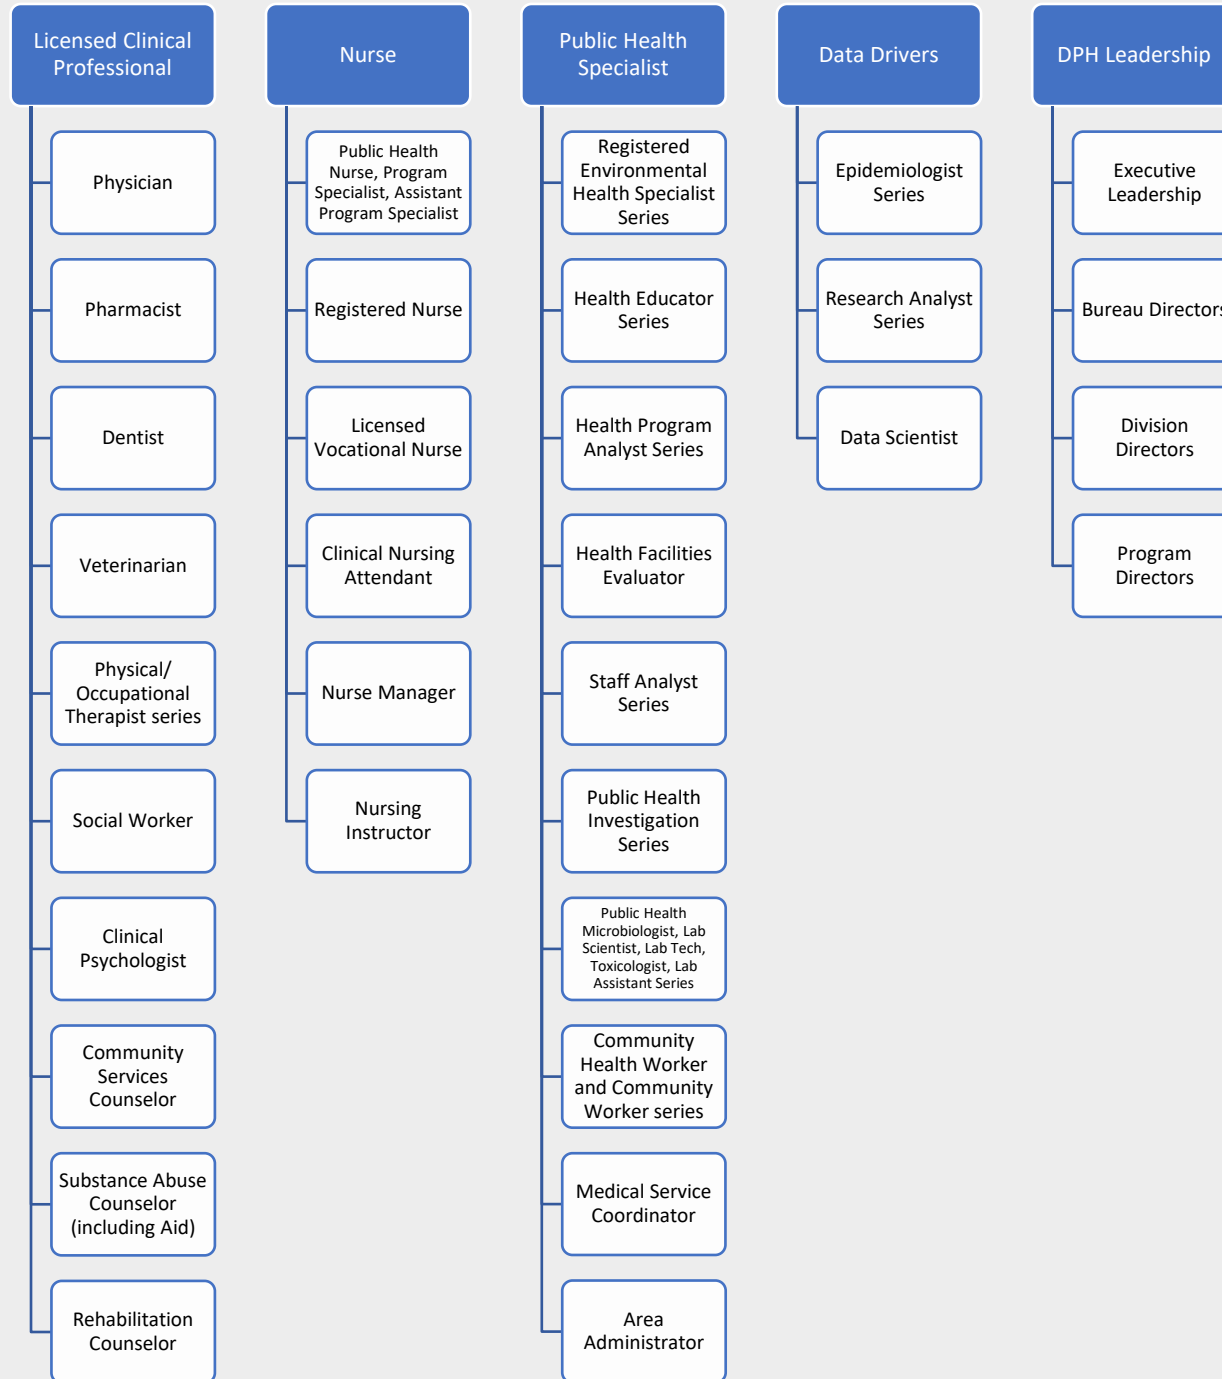 Licensed Clinical
Professional
Physician
Pharmacist
Dentist
Veterinarian
Physical/
Occupational
Therapist series
Social Worker
Clinical
Psychologist
Community
Services
Counselor
Substance Abuse
Counselor
(including Aid)
Rehabilitation
Counselor
Nurse
Public Health
Nurse, Program
Specialist, Assistant
Program Specialist
Registered Nurse
Licensed
Vocational Nurse
Clinical Nursing
Attendant
Nurse Manager
Nursing
Instructor
Public Health
Specialist
Registered
Environmental
Health Specialist
Series
Health Educator
Series
Health Program
Analyst Series
Health Facilities
Evaluator
Staff Analyst
Series
Public Health
Investigation
Series
Public Health
Microbiologist, Lab
Scientist, Lab Tech,
Toxicologist, Lab
Assistant Series
Community
Health Worker
and Community
Worker series
Medical Service
Coordinator
Area
Administrator
Data Drivers
Epidemiologist
Series
Research Analyst
Series
Data Scientist
DPH Leadership
Executive
Leadership
Bureau Directors
Division
Directors
Program
Directors